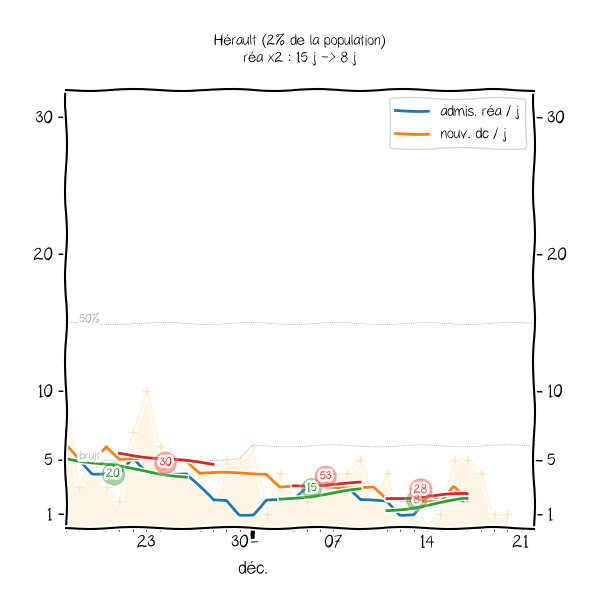 Hérault (2% de la population)
réa x2 : 15 j -> 8 j
admis. réa / j
nouv. dc / j
30 30
20 20
50%
10 10
bruit
5 5
20 30 15 53 8 28
1 1
23 30 07 14 21
déc.